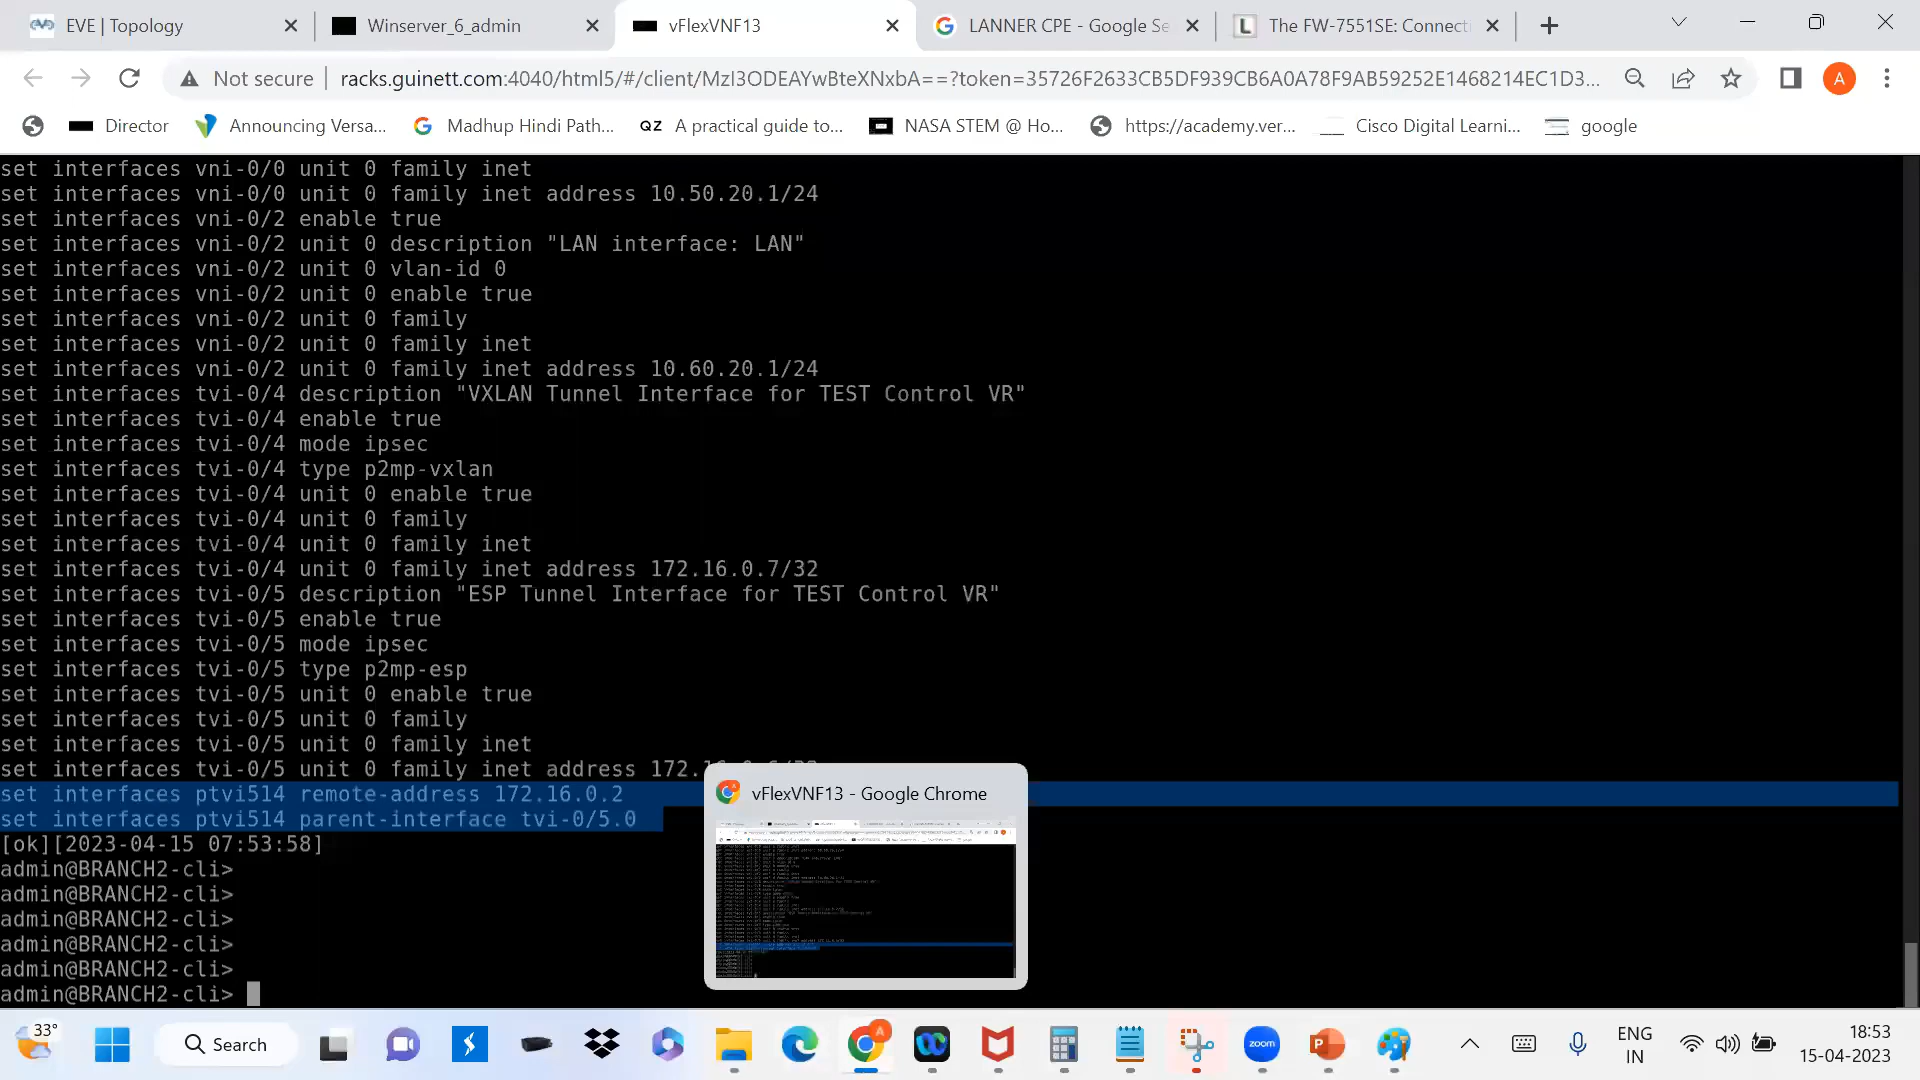 EVE | Topology
Winserver_6_admin
vFlexVNF13
LANNER CPE - Google Se
The FW-7551SE: Connect
Not secure
racks.guinett.com:4040/html5/#/client/MzI3ODEAYwBteXNxbA==?token=35726F2633CB5DF939CB6A0A78F9AB59252E1468214EC1D3...
A
Director
Announcing Versa...
Madhup Hindi Path...
QZ A practical guide to...
NASA STEM @ Ho...
https://academy.ver...
Cisco Digital Learni...
google
set interfaces vni-0/0 unit 0 family inet
set interfaces vni-0/0 unit 0 family inet address 10.50.20.1/24
set interfaces vni-0/2 enable true
set interfaces vni-0/2 unit 0 description "LAN interface: LAN"
set interfaces vni-0/2 unit 0 vlan-id 0
set interfaces vni-0/2 unit 0 enable true
set interfaces vni-0/2 unit 0 family
set interfaces vni-0/2 unit 0 family inet
set interfaces vni-0/2 unit 0 family inet address 10.60.20.1/24
set interfaces tvi-0/4 description "VXLAN Tunnel Interface for TEST Control VR"
set interfaces tvi-0/4 enable true
set interfaces tvi-0/4 mode ipsec
set interfaces tvi-0/4 type p2mp-vxlan
set interfaces tvi-0/4 unit 0 enable true
set interfaces tvi-0/4 unit 0 family
set interfaces tvi-0/4 unit 0 family inet
set interfaces tvi-0/4 unit 0 family inet address 172.16.0.7/32
set interfaces tvi-0/5 description "ESP Tunnel Interface for TEST Control VR"
set interfaces tvi-0/5 enable true
set interfaces tvi-0/5 mode ipsec
set interfaces tvi-0/5 type p2mp-esp
set interfaces tvi-0/5 unit 0 enable true
set interfaces tvi-0/5 unit 0 family
set interfaces tvi-0/5 unit 0 family inet
set interfaces tvi-0/5 unit 0 family inet address
set interfaces ptvi514 remote-address 172.16.0.2
set interfaces ptvi514 parent-interface tvi-0/5.0
[ok][2023-04-15 07:53:58]
admin@BRANCH2-cli>
admin@BRANCH2-cli>
admin@BRANCH2-cli>
admin@BRANCH2-cli>
admin@BRANCH2-cli>
admin@BRANCH2-cli>
vFlexVNF13 - Google Chrome
33°
Search
A
zoom
ENG
IN
18:53
15-04-2023